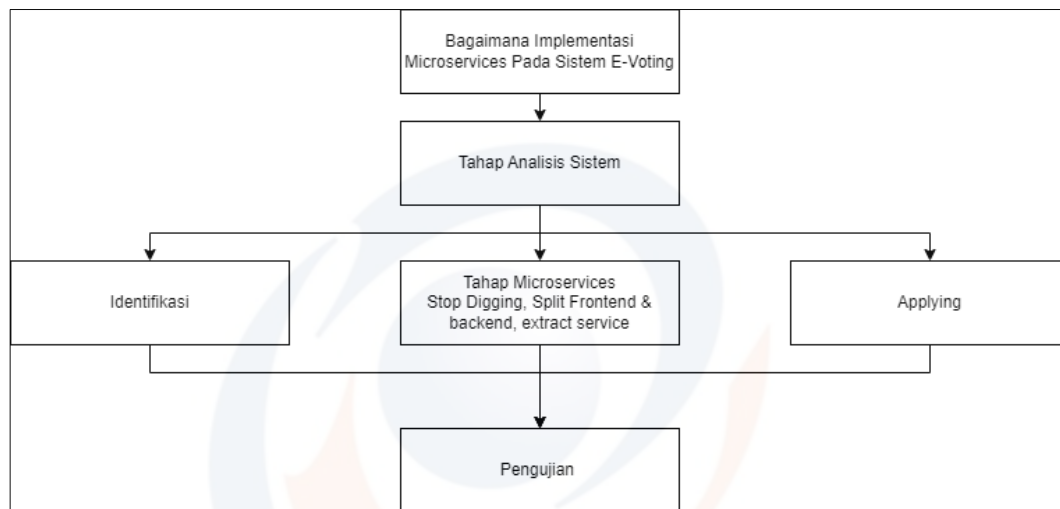 Bagaimana Implementasi
Microservices Pada Sistem E-Voting
Tahap Analisis Sistem
Identifikasi
Tahap Microservices
Stop Digging, Split Frontend &
backend, extract service
Applying
Pengujian